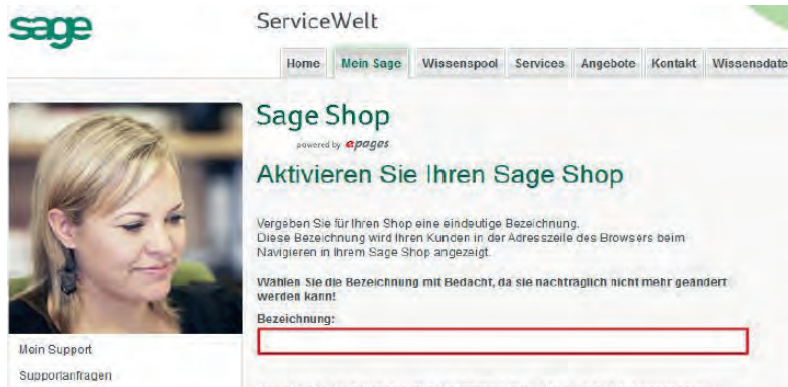 sage
ServiceWelt
Home Mein Sage Wissenspool Services Angebote Kontakt Wissensdate
Sage Shop
powered by epages
Aktivieren Sie Ihren Sage Shop
Vergeben Sie für Ihren Shop eine eindeutige Bezeichnung.
Diese Bezeichnung wird Ihren Kunden in der Adresszeile des Browsers beim
Navigieren in Ihrem Sage Shop angezeigt.
Wählen Sie die Bezeichnung mit Bedacht, da sie nachträglich nicht mehr geändert
werden kann!
Bezeichnung:
Mein Support
Supportanfragen